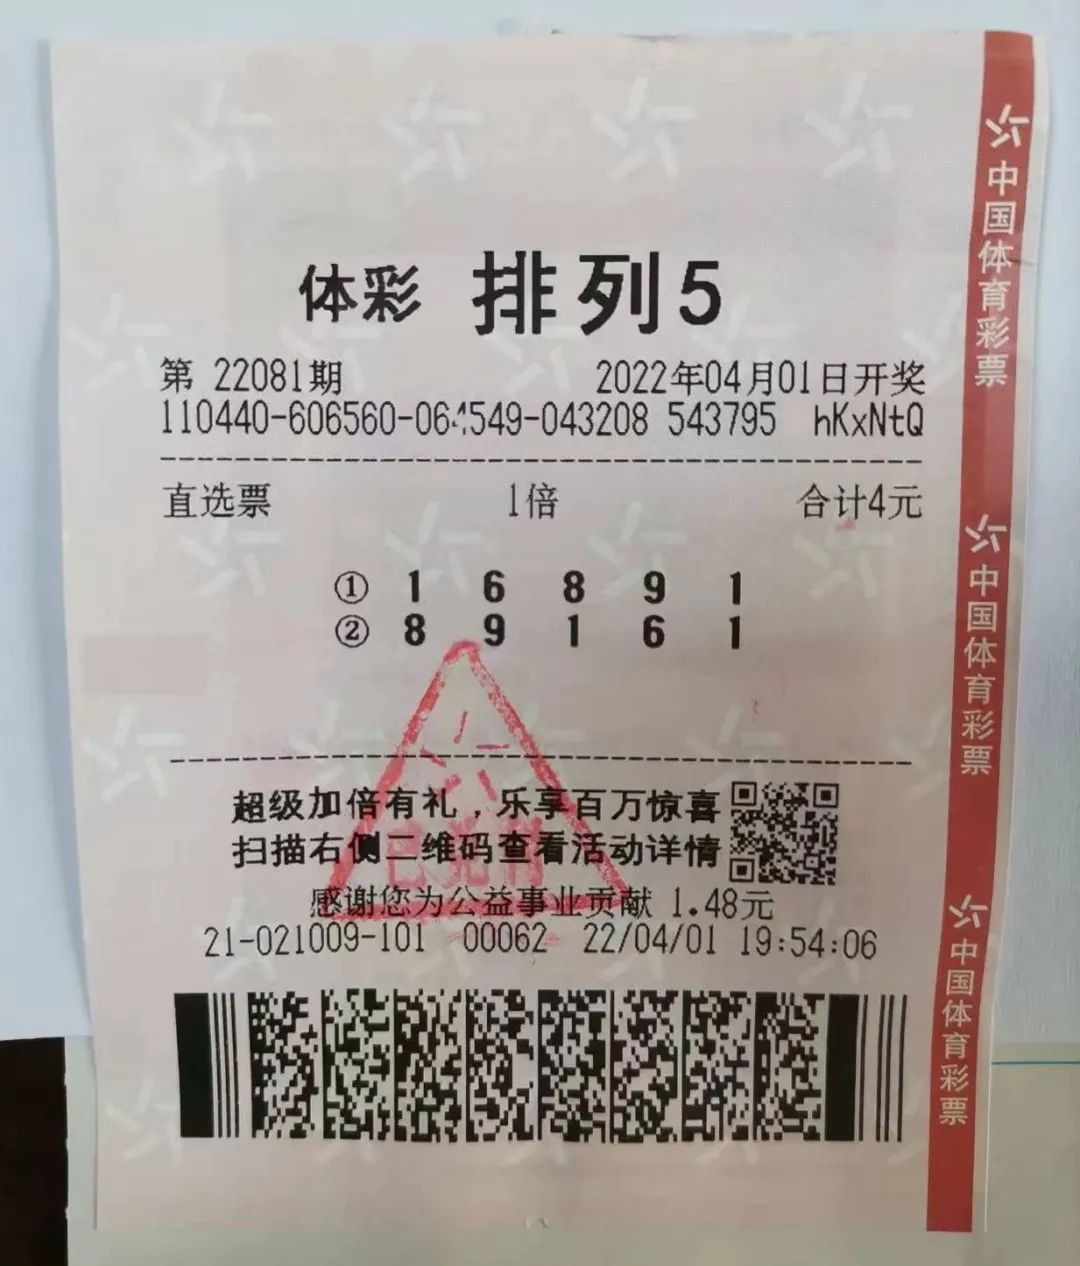 体彩 排列5
第 22081期 2022年04月01日开奖
110440-606560-064549-043208 543795 hKxNtQ
直选票 1倍 合计4元
① 1 6 8 9 1
② 8 9 1 6 1
超级加倍有礼，乐享百万惊喜
扫描右侧二维码查看活动详情
已兑付
感谢您为公益事业贡献 1.48元
21-021009-101 00062 22/04/01 19:54:06
中国体育彩票
中国体育彩票
中国体育彩票